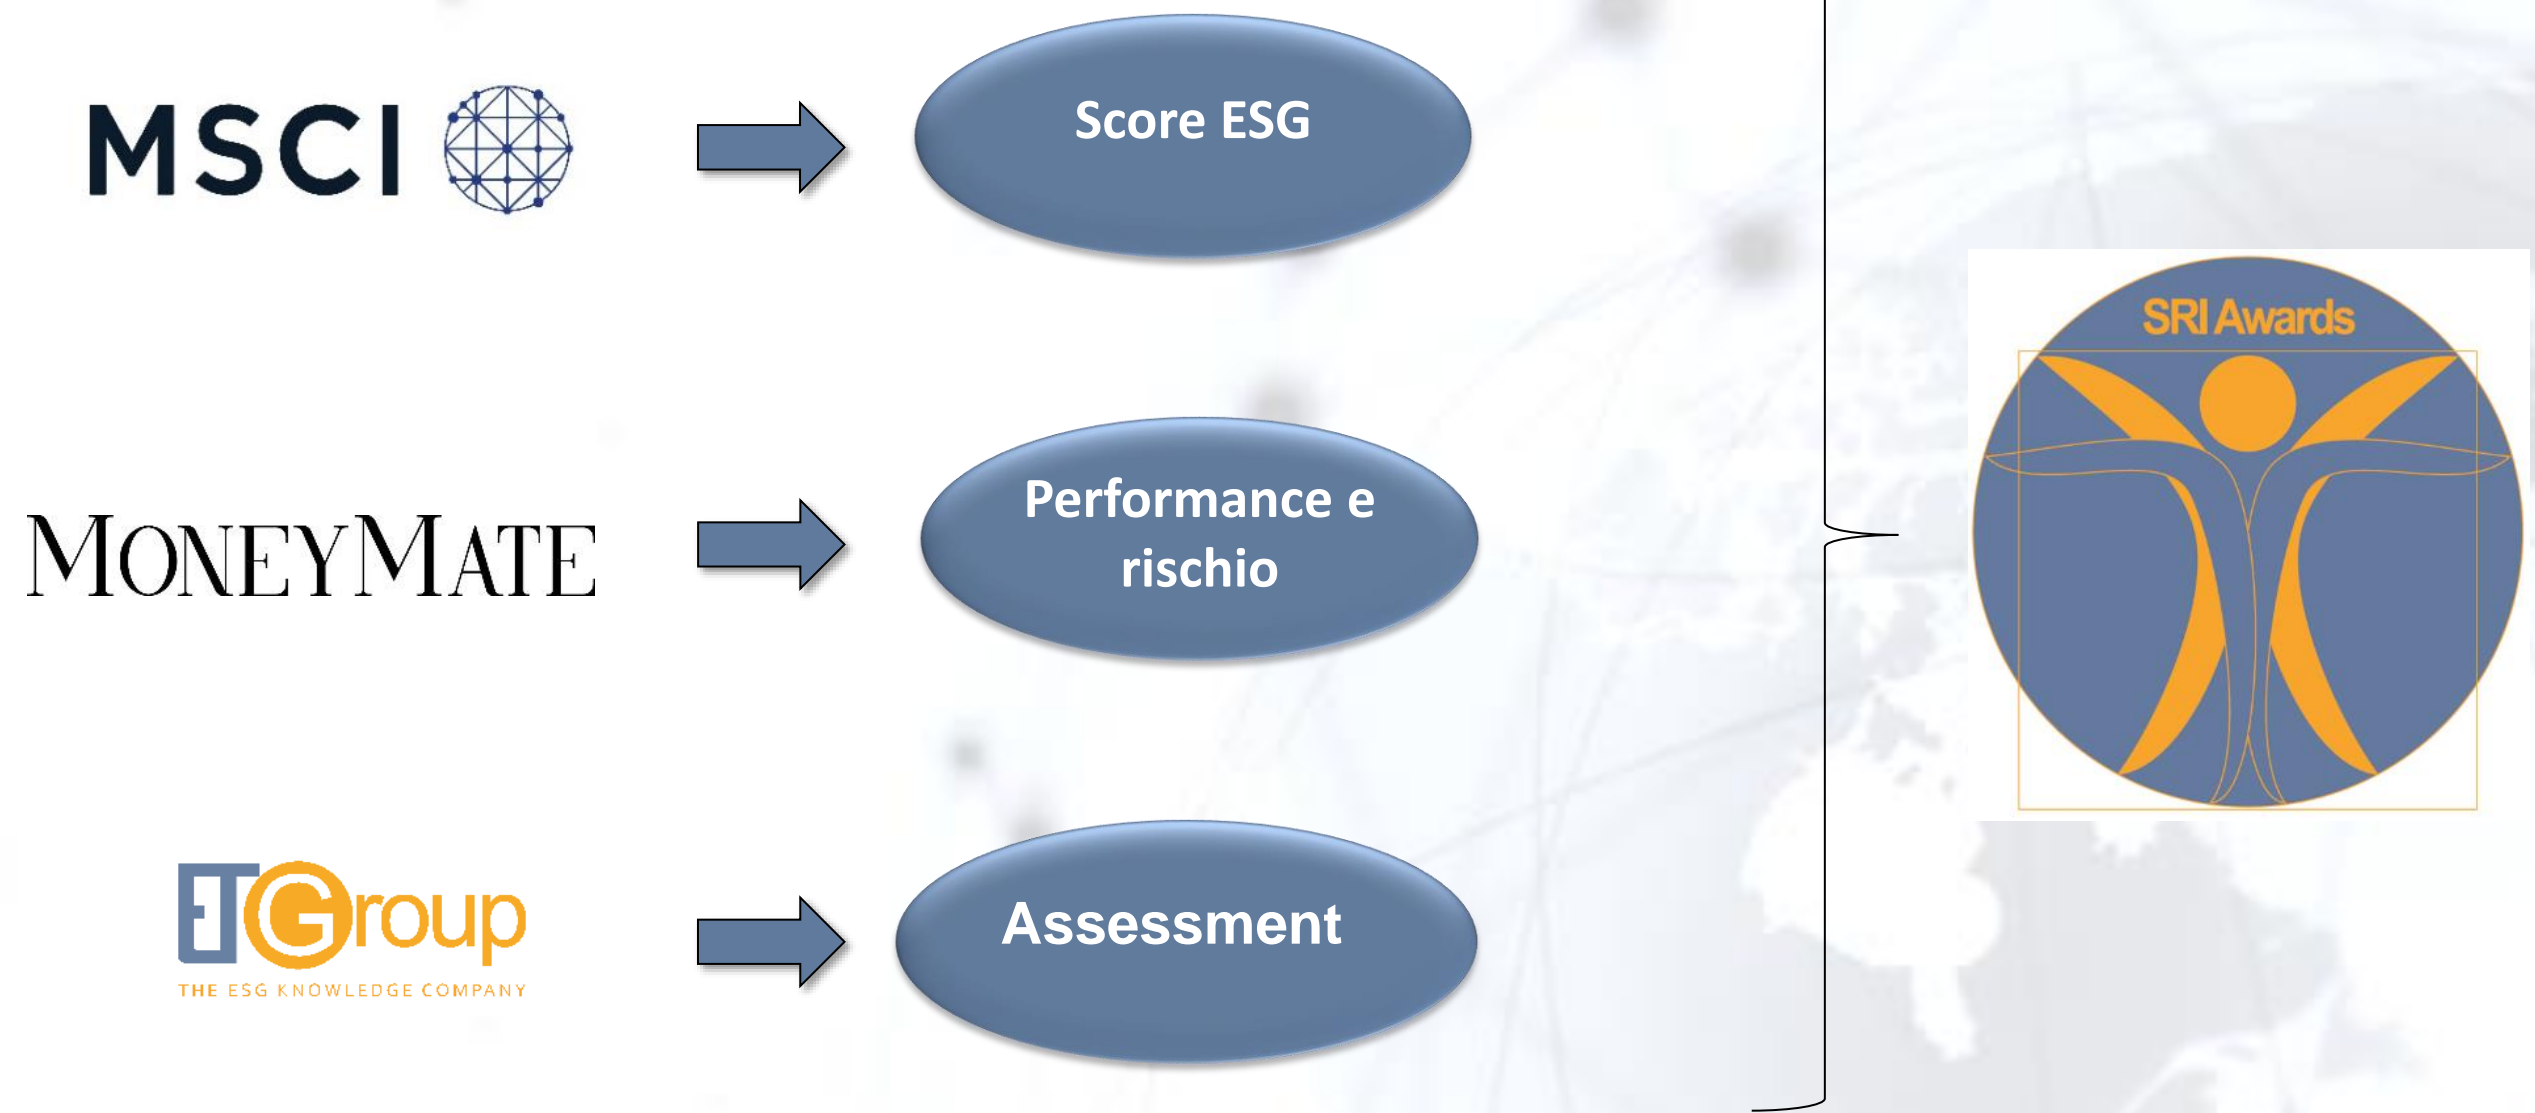 MSCI
Score ESG
SRI Awards
MONEYMATE
Performance e
rischio
ETGroup
THE ESG KNOWLEDGE COMPANY
Assessment